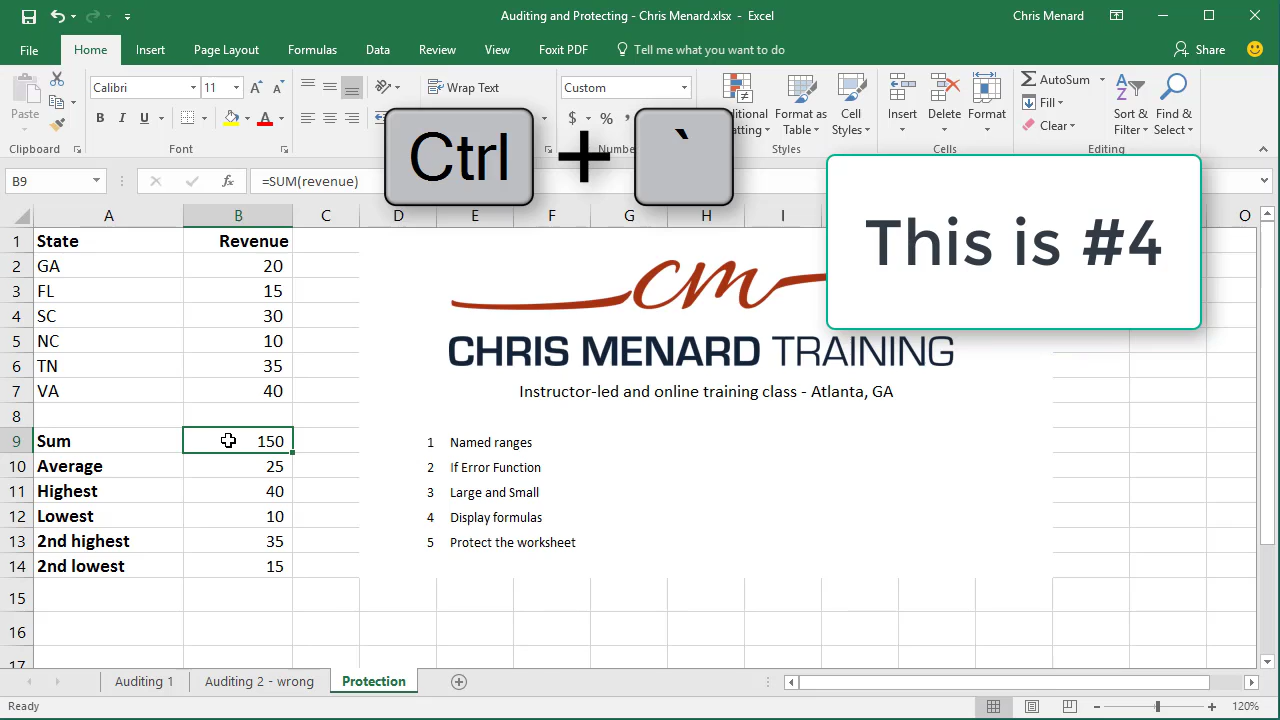 Auditing and Protecting - Chris Menard.xlsx - Excel
Chris Menard
File Home Insert Page Layout Formulas Data Review View Foxit PDF Tell me what you want to do Share
Paste
Calibri 11
B I U A
Wrap Text
Custom
$ % ,
Format as
Table
Cell
Styles
Insert
Delete
Format
AutoSum
Fill
Clear
Sort &
Filter
Find &
Select
Clipboard Font Styles Cells Editing
Ctrl + `
This is #4
B9 fx =SUM(revenue)
A B C D E F G H I O
1 State Revenue
2 GA 20
3 FL 15
4 SC 30
5 NC 10
6 TN 35
7 VA 40
8
9 Sum 150
10 Average 25
11 Highest 40
12 Lowest 10
13 2nd highest 35
14 2nd lowest 15
15
16
17
cm
CHRIS MENARD TRAINING
Instructor-led and online training class - Atlanta, GA
1 Named ranges
2 If Error Function
3 Large and Small
4 Display formulas
5 Protect the worksheet
Auditing 1 Auditing 2 - wrong Protection
Ready 120%